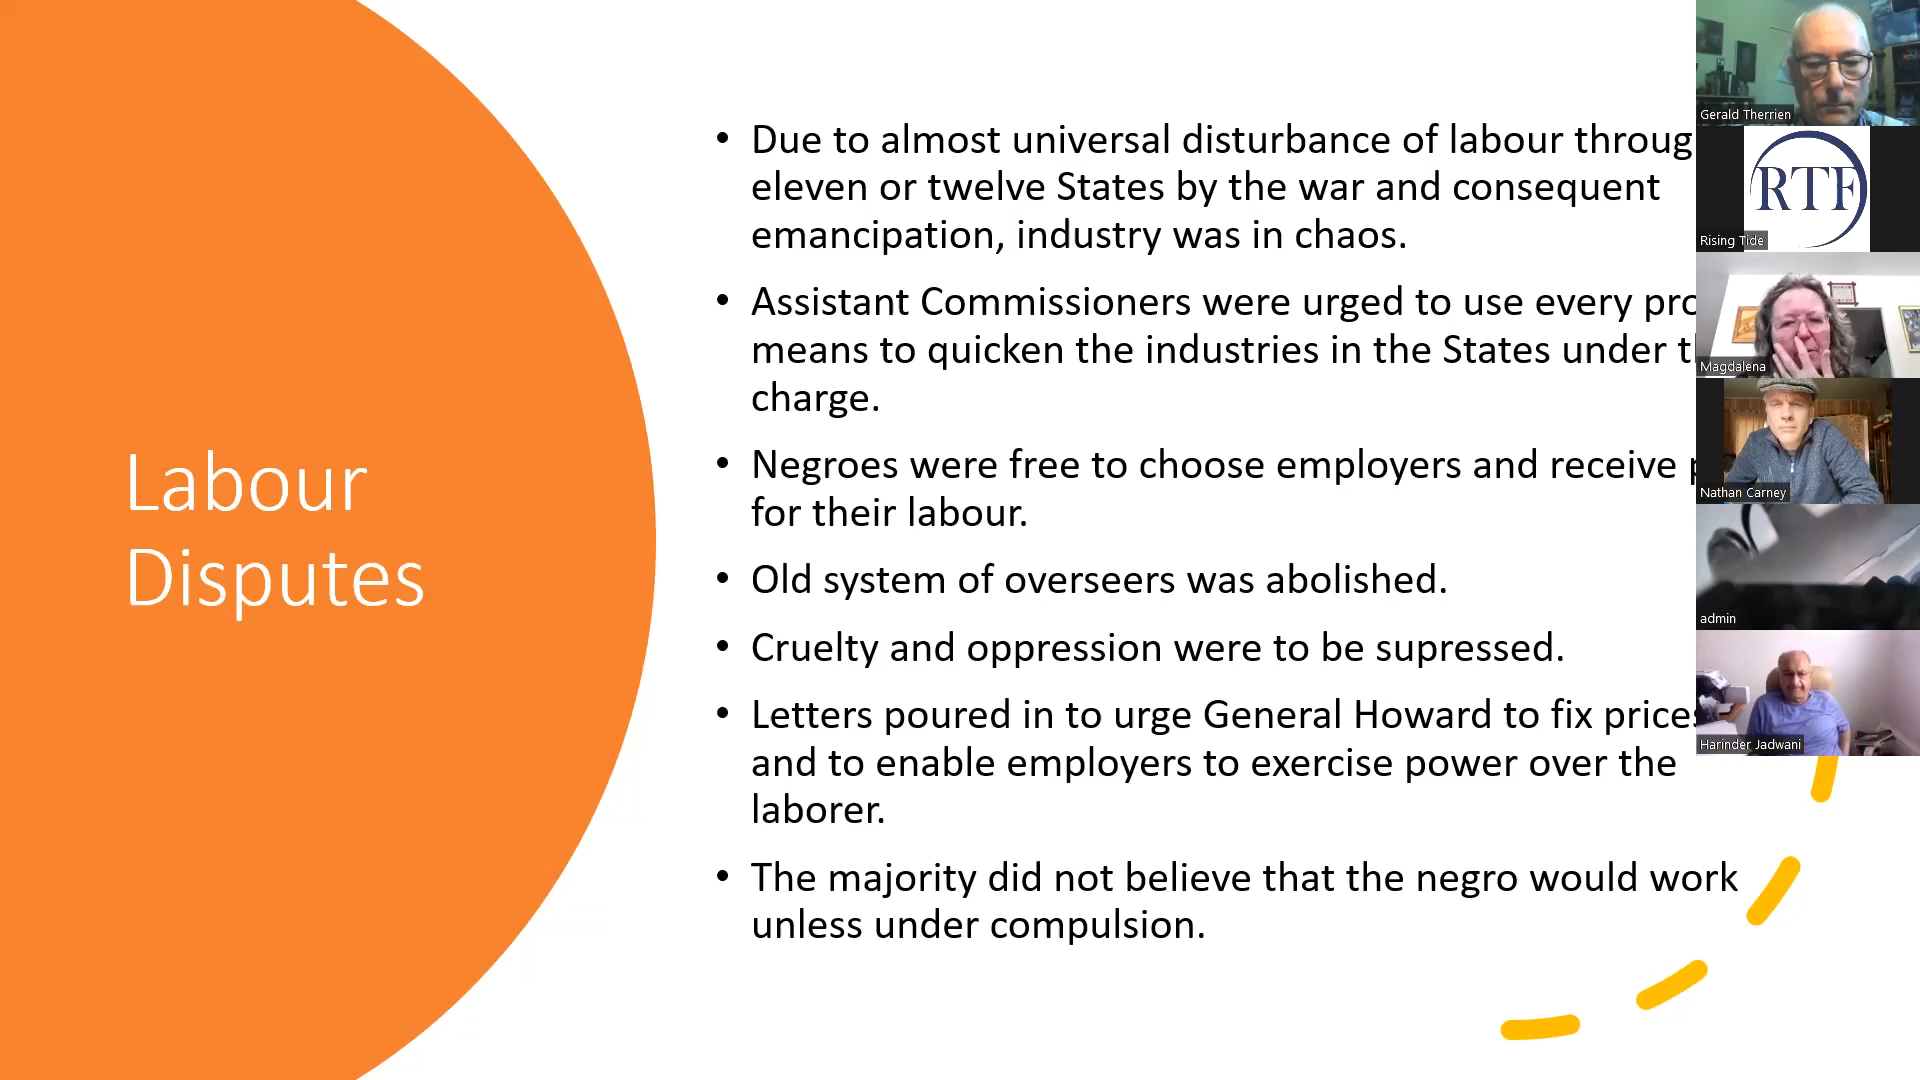 Labour
Disputes
• Due to almost universal disturbance of labour throug
eleven or twelve States by the war and consequent
emancipation, industry was in chaos.
• Assistant Commissioners were urged to use every pro
means to quicken the industries in the States under t
charge.
• Negroes were free to choose employers and receive
for their labour.
• Old system of overseers was abolished.
• Cruelty and oppression were to be supressed.
• Letters poured in to urge General Howard to fix prices
and to enable employers to exercise power over the
laborer.
• The majority did not believe that the negro would work
unless under compulsion.
Gerald Therrien
RTF
Rising Tide
Magdalena
Nathan Carney
admin
Harinder Jadwani